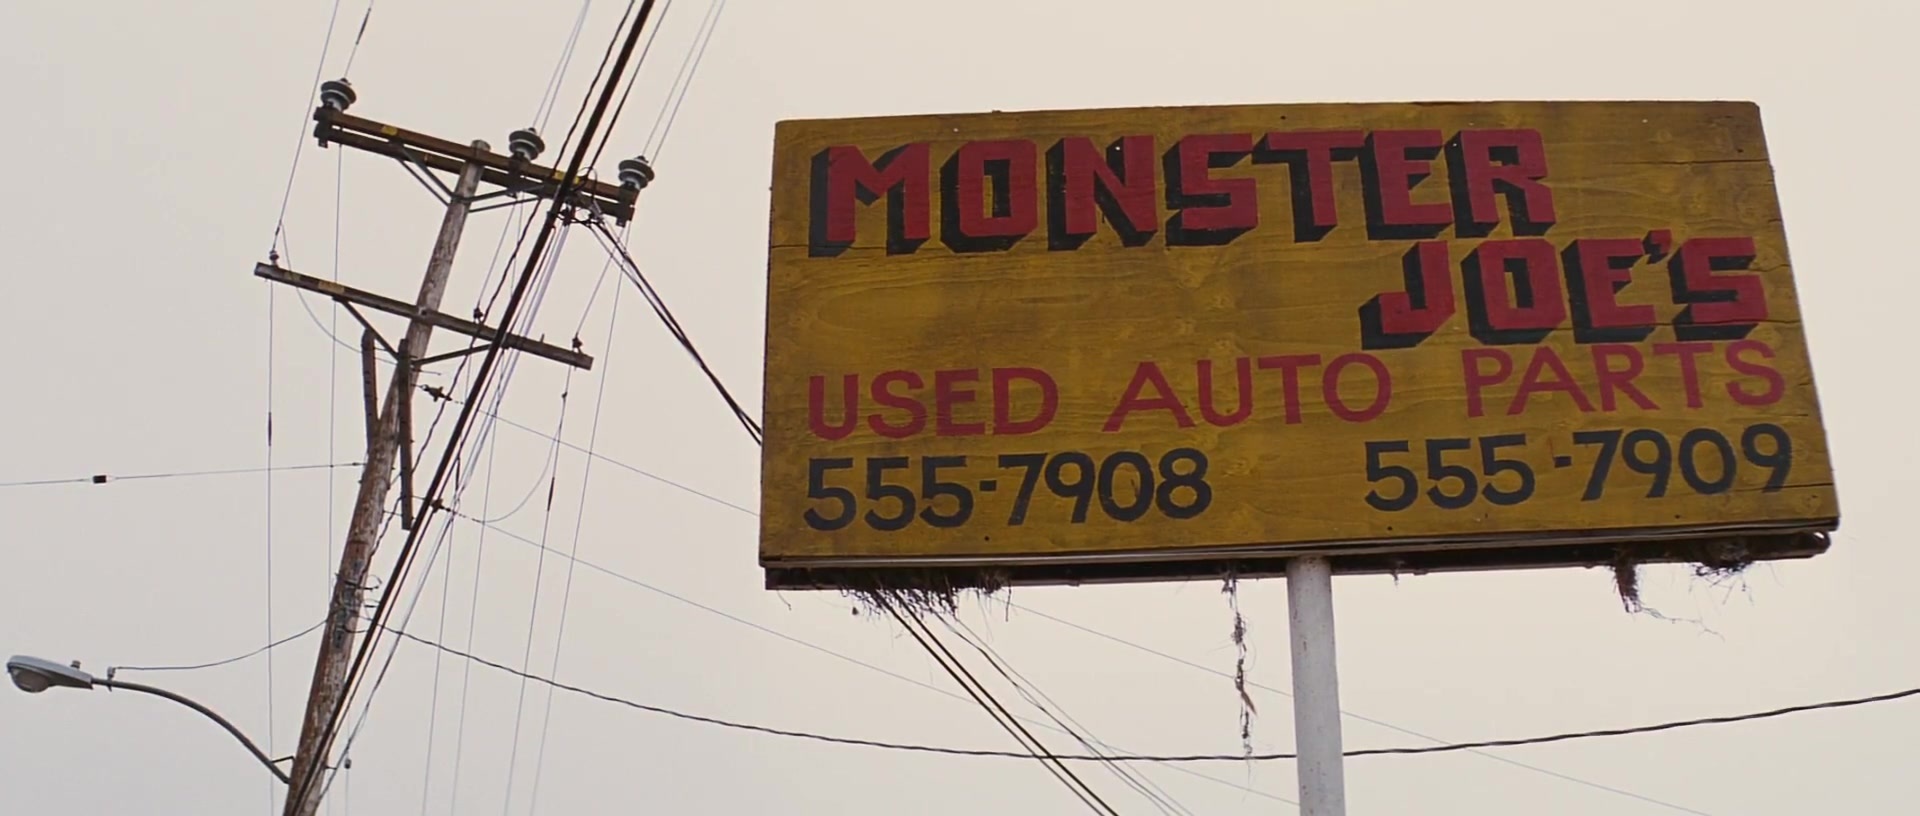 MONSTER
JOE'S
USED AUTO PARTS
555-7908 555-7909